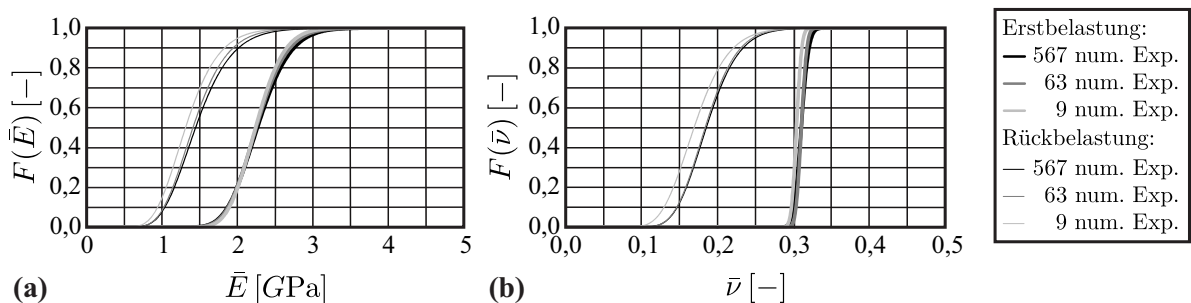 1,0
0,8
0,6
0,4
0,2
0,0
F(Ē) [−]
0 1 2 3 4 5
(a) Ē [GPa]
1,0
0,8
0,6
0,4
0,2
0,0
F(ν̄) [−]
0,0 0,1 0,2 0,3 0,4 0,5
(b) ν̄ [−]
Erstbelastung:
567 num. Exp.
63 num. Exp.
9 num. Exp.
Rückbelastung:
567 num. Exp.
63 num. Exp.
9 num. Exp.